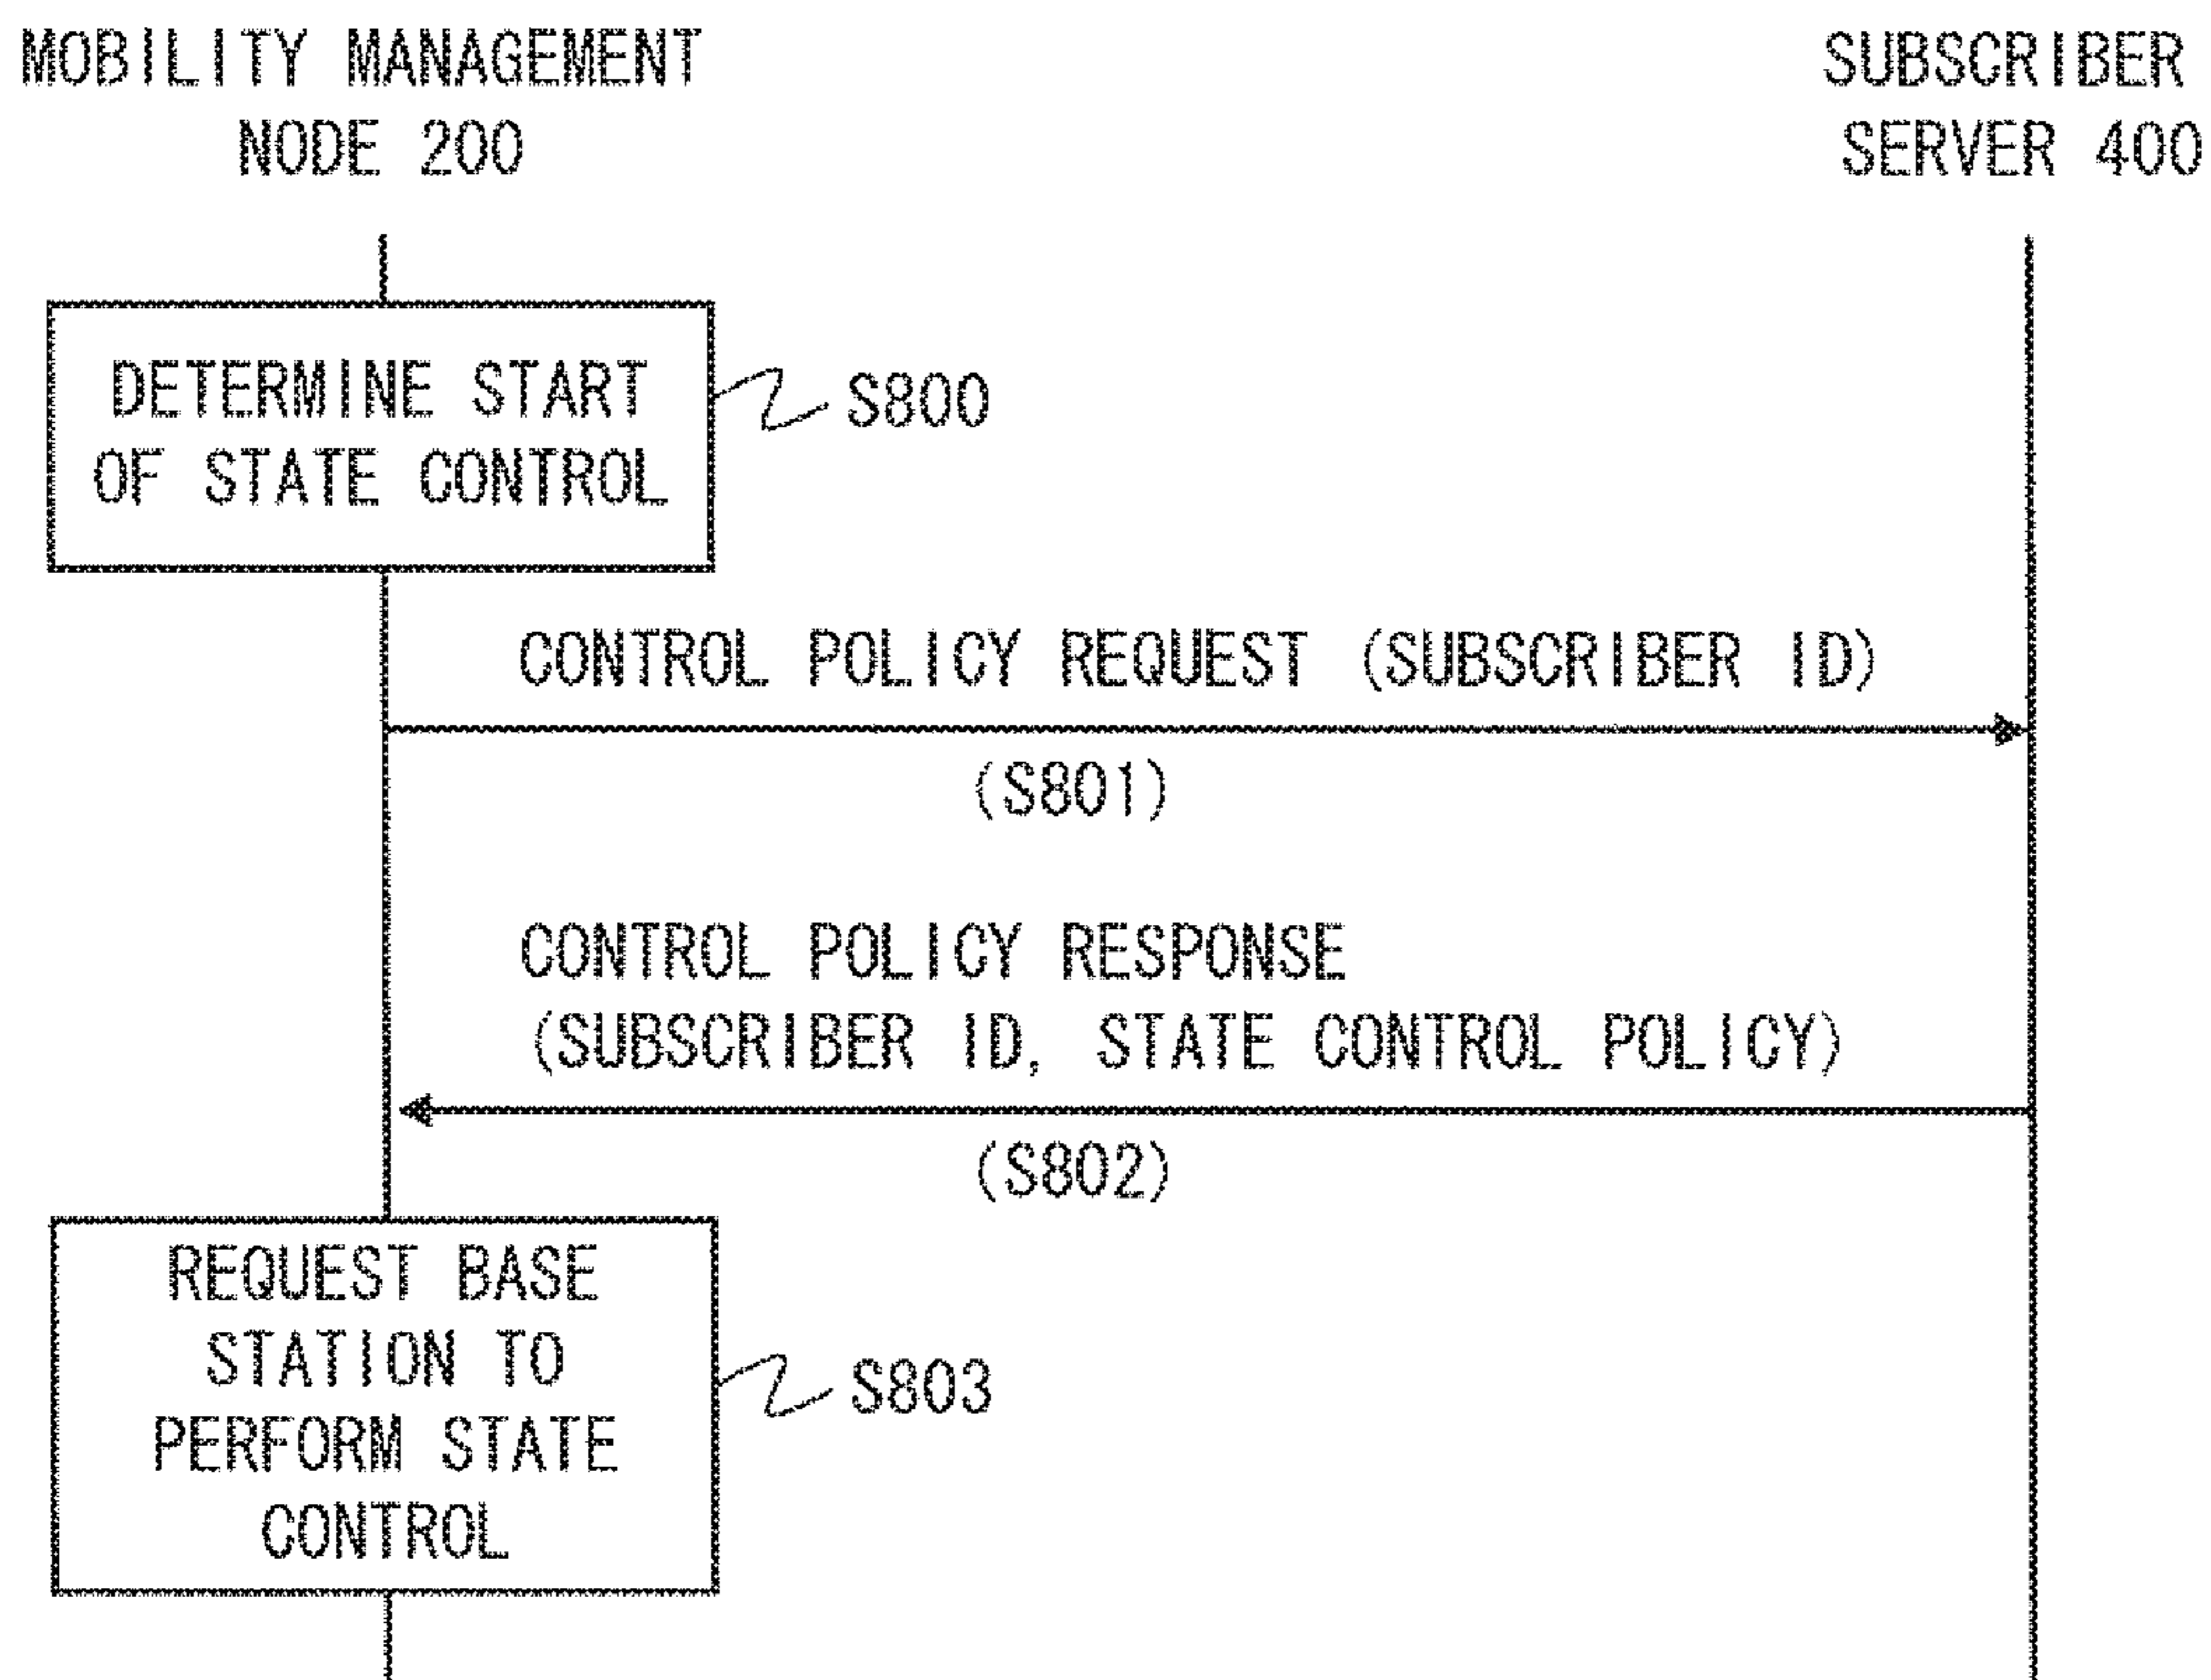 MOBILITY MANAGEMENT
NODE 200
SUBSCRIBER
SERVER 400
DETERMINE START
OF STATE CONTROL
S800
CONTROL POLICY REQUEST (SUBSCRIBER ID)
(S801)
CONTROL POLICY RESPONSE
(SUBSCRIBER ID, STATE CONTROL POLICY)
(S802)
REQUEST BASE
STATION TO
PERFORM STATE
CONTROL
S803